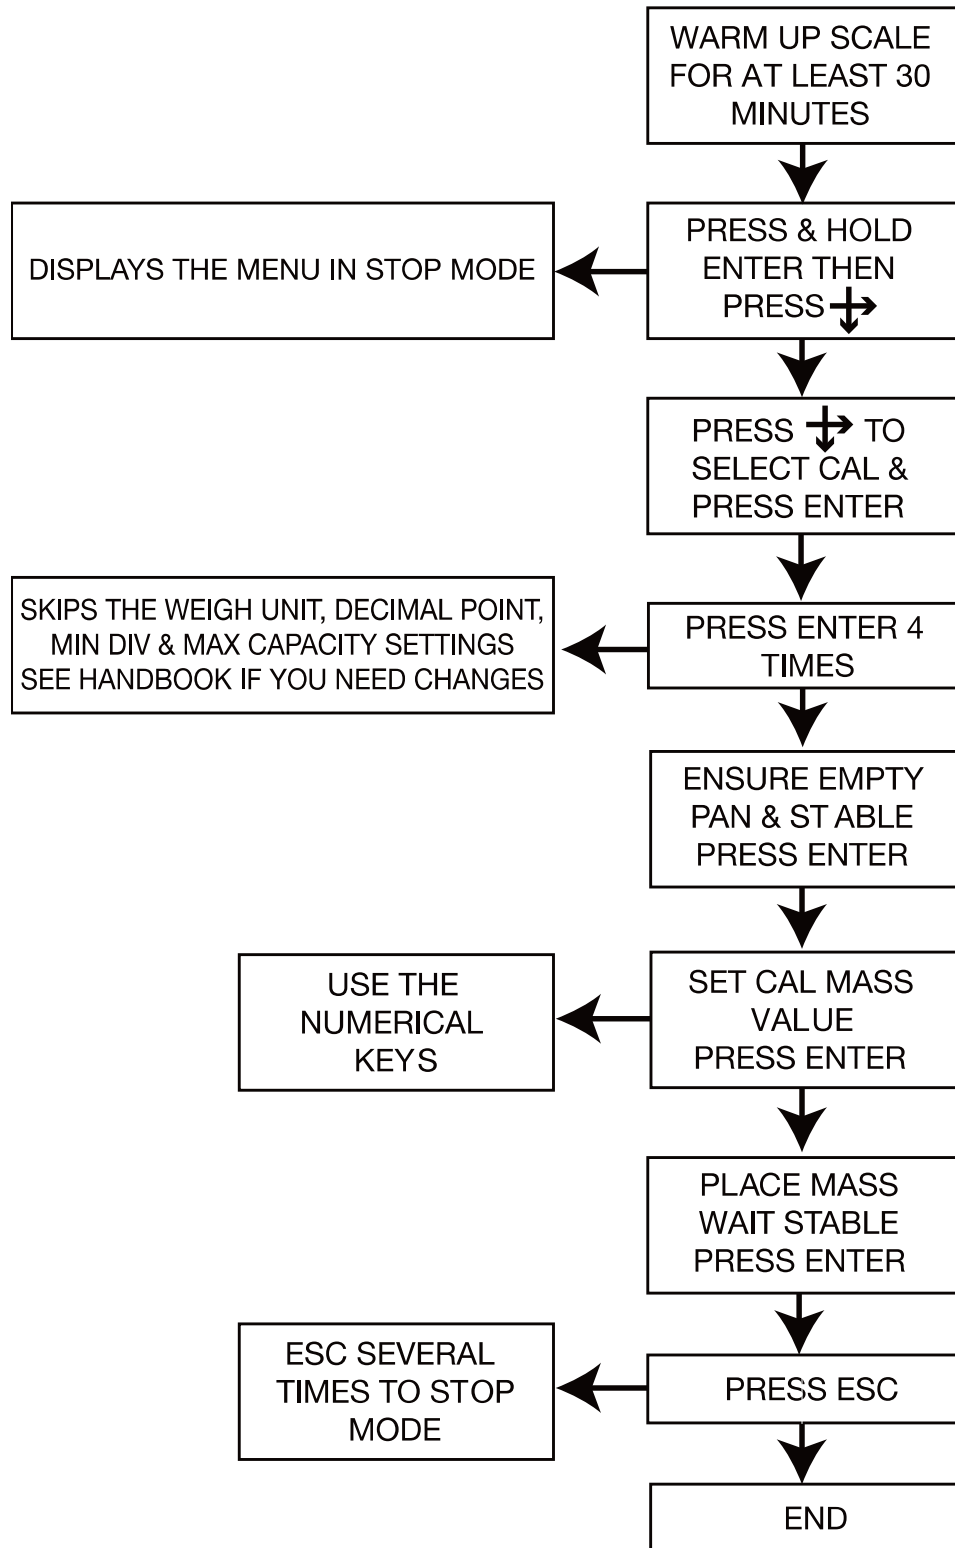 WARM UP SCALE
FOR AT LEAST 30
MINUTES
PRESS & HOLD
ENTER THEN
PRESS
DISPLAYS THE MENU IN STOP MODE
PRESS TO
SELECT CAL &
PRESS ENTER
PRESS ENTER 4
TIMES
SKIPS THE WEIGH UNIT, DECIMAL POINT,
MIN DIV & MAX CAPACITY SETTINGS
SEE HANDBOOK IF YOU NEED CHANGES
ENSURE EMPTY
PAN & ST ABLE
PRESS ENTER
SET CAL MASS
VALUE
PRESS ENTER
USE THE
NUMERICAL
KEYS
PLACE MASS
WAIT STABLE
PRESS ENTER
PRESS ESC
ESC SEVERAL
TIMES TO STOP
MODE
END